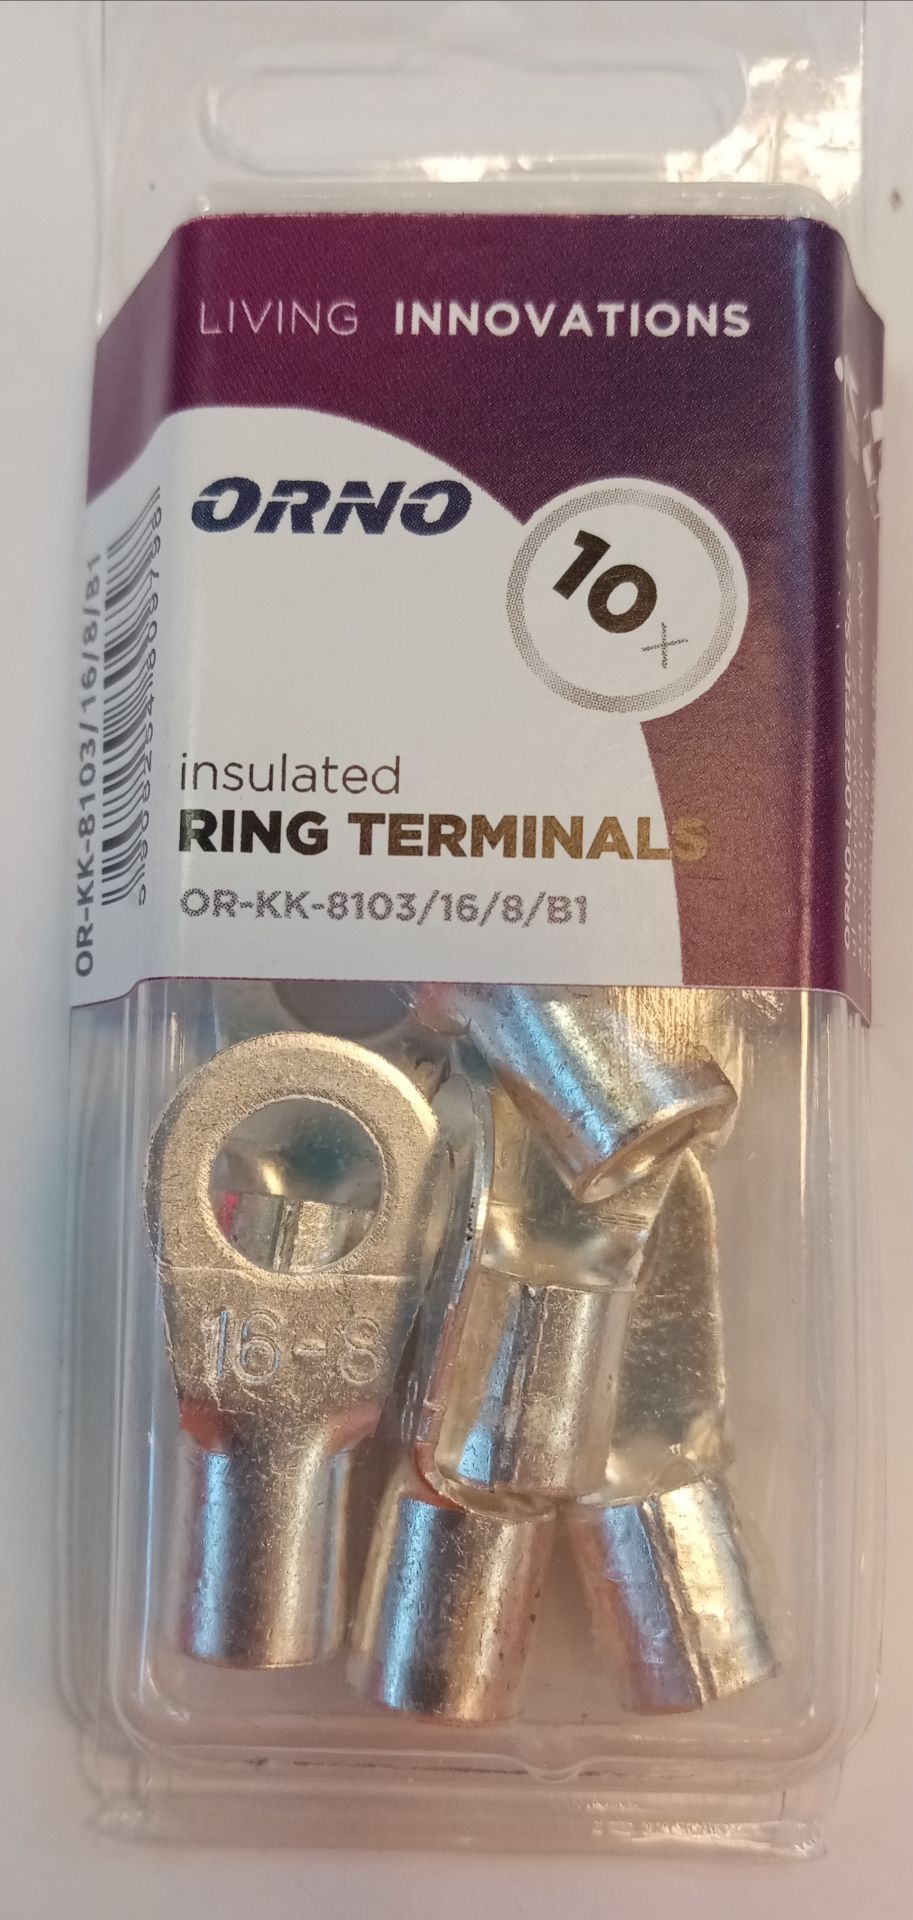 LIVING INNOVATIONS
ORNO
10x
insulated
RING TERMINALS
OR-KK-8103/16/8/B1
OR-KK-8103/16/8/B1
16-8